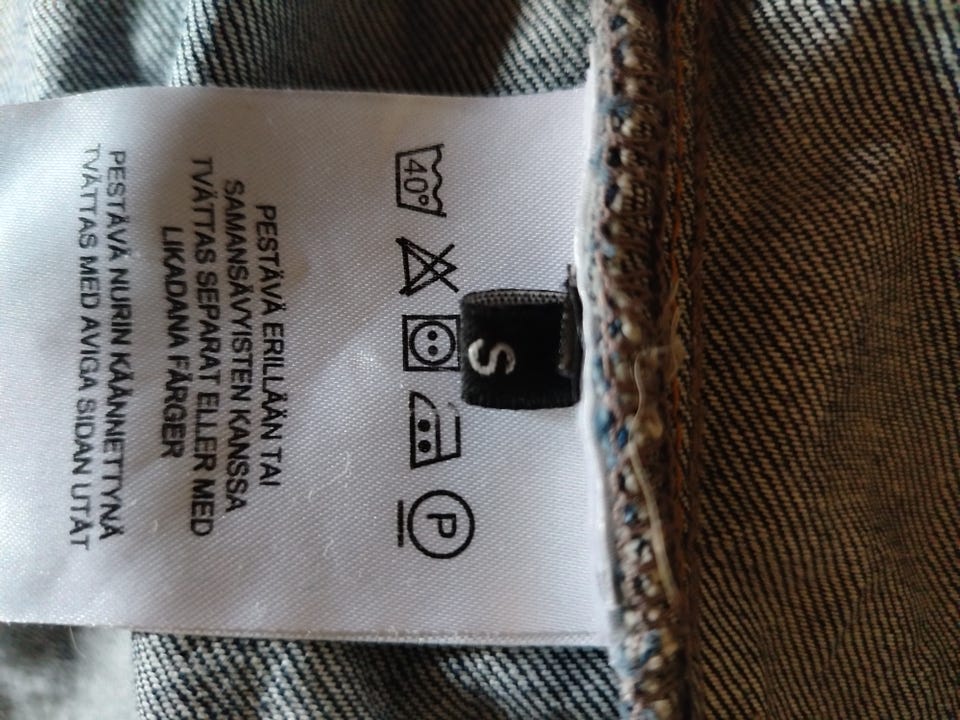 S
40°
P
PESTÄVÄ ERILLÄÄN TAI
SAMANSÄVYISTEN KANSSA
TVÄTTAS SEPARAT ELLER MED
LIKADANA FÄRGER
PESTÄVÄ NURIN KÄÄNNETTYNÄ
TVÄTTAS MED AVIGA SIDAN UTÅT